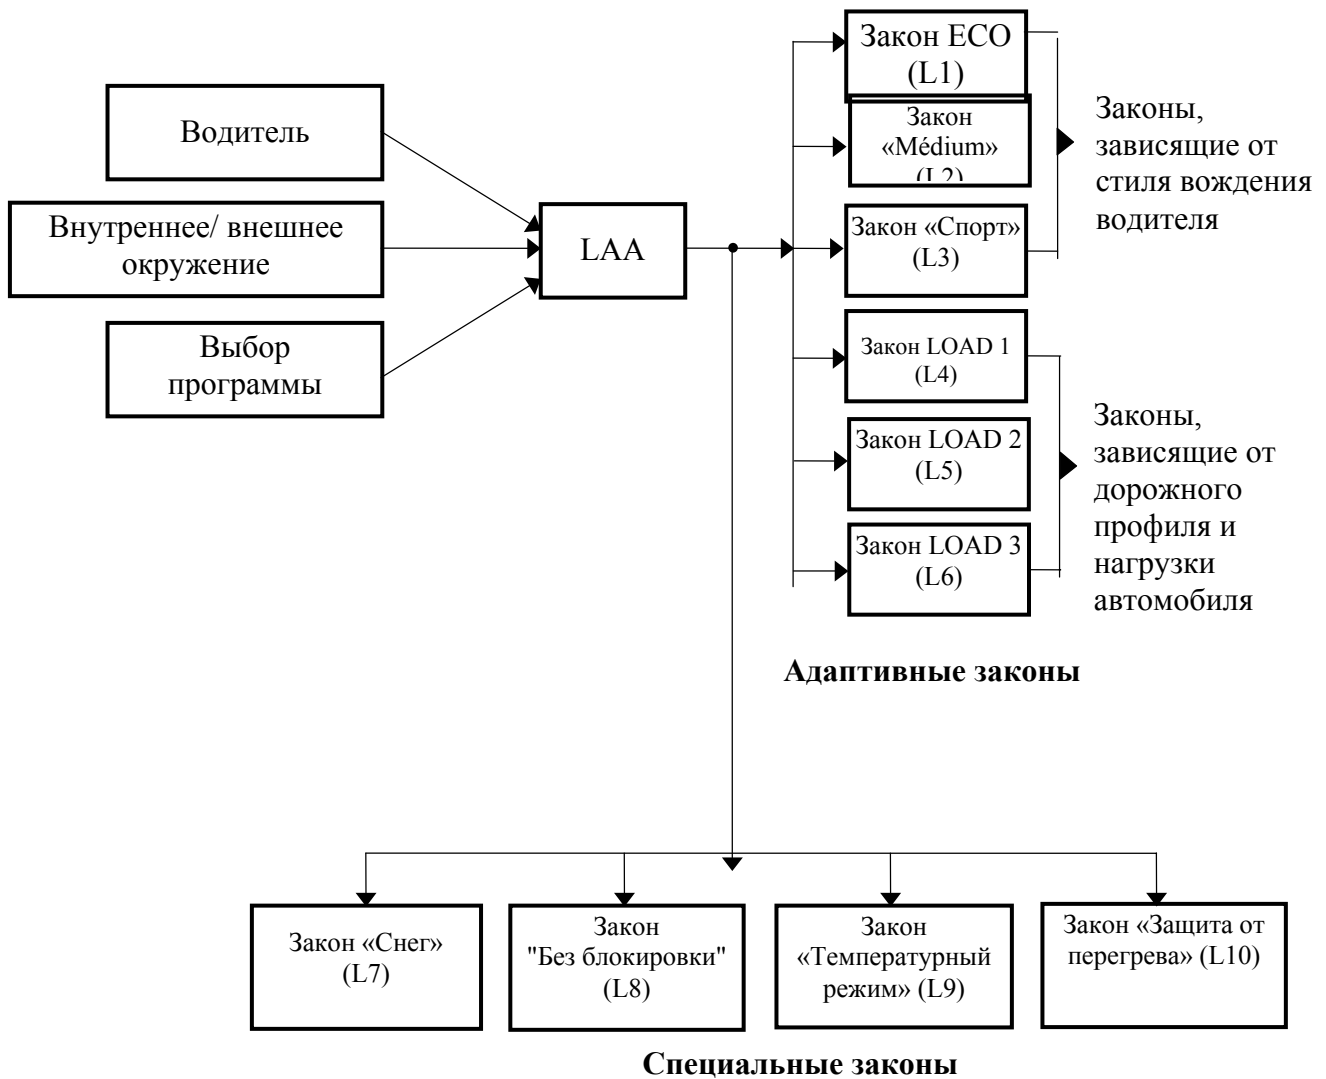 Закон ECO
(L1)
Закон
«Médium»
(L2)
Законы,
зависящие от
стиля вождения
водителя
Водитель
Внутреннее/ внешнее
окружение
LAA
Закон «Спорт»
(L3)
Выбор
программы
Закон LOAD 1
(L4)
Закон LOAD 2
(L5)
Закон LOAD 3
(L6)
Законы,
зависящие от
дорожного
профиля и
нагрузки
автомобиля
Адаптивные законы
Закон «Снег»
(L7)
Закон
"Без блокировки"
(L8)
Закон
«Температурный
режим» (L9)
Закон «Защита от
перегрева» (L10)
Специальные законы